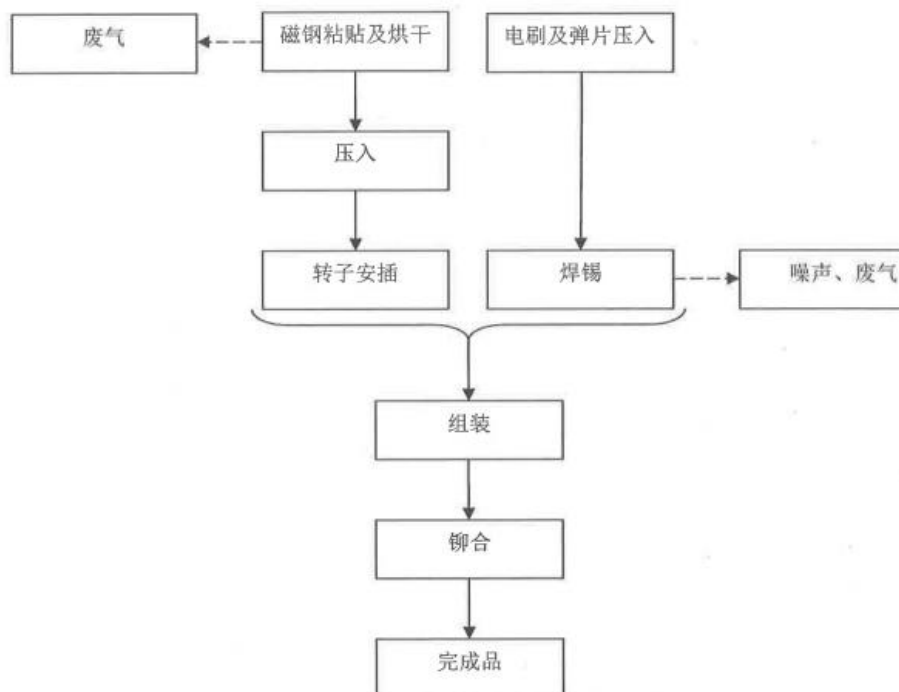 废气
磁钢粘贴及烘干
电刷及弹片压入
压入
转子安插
焊锡
噪声、废气
组装
铆合
完成品